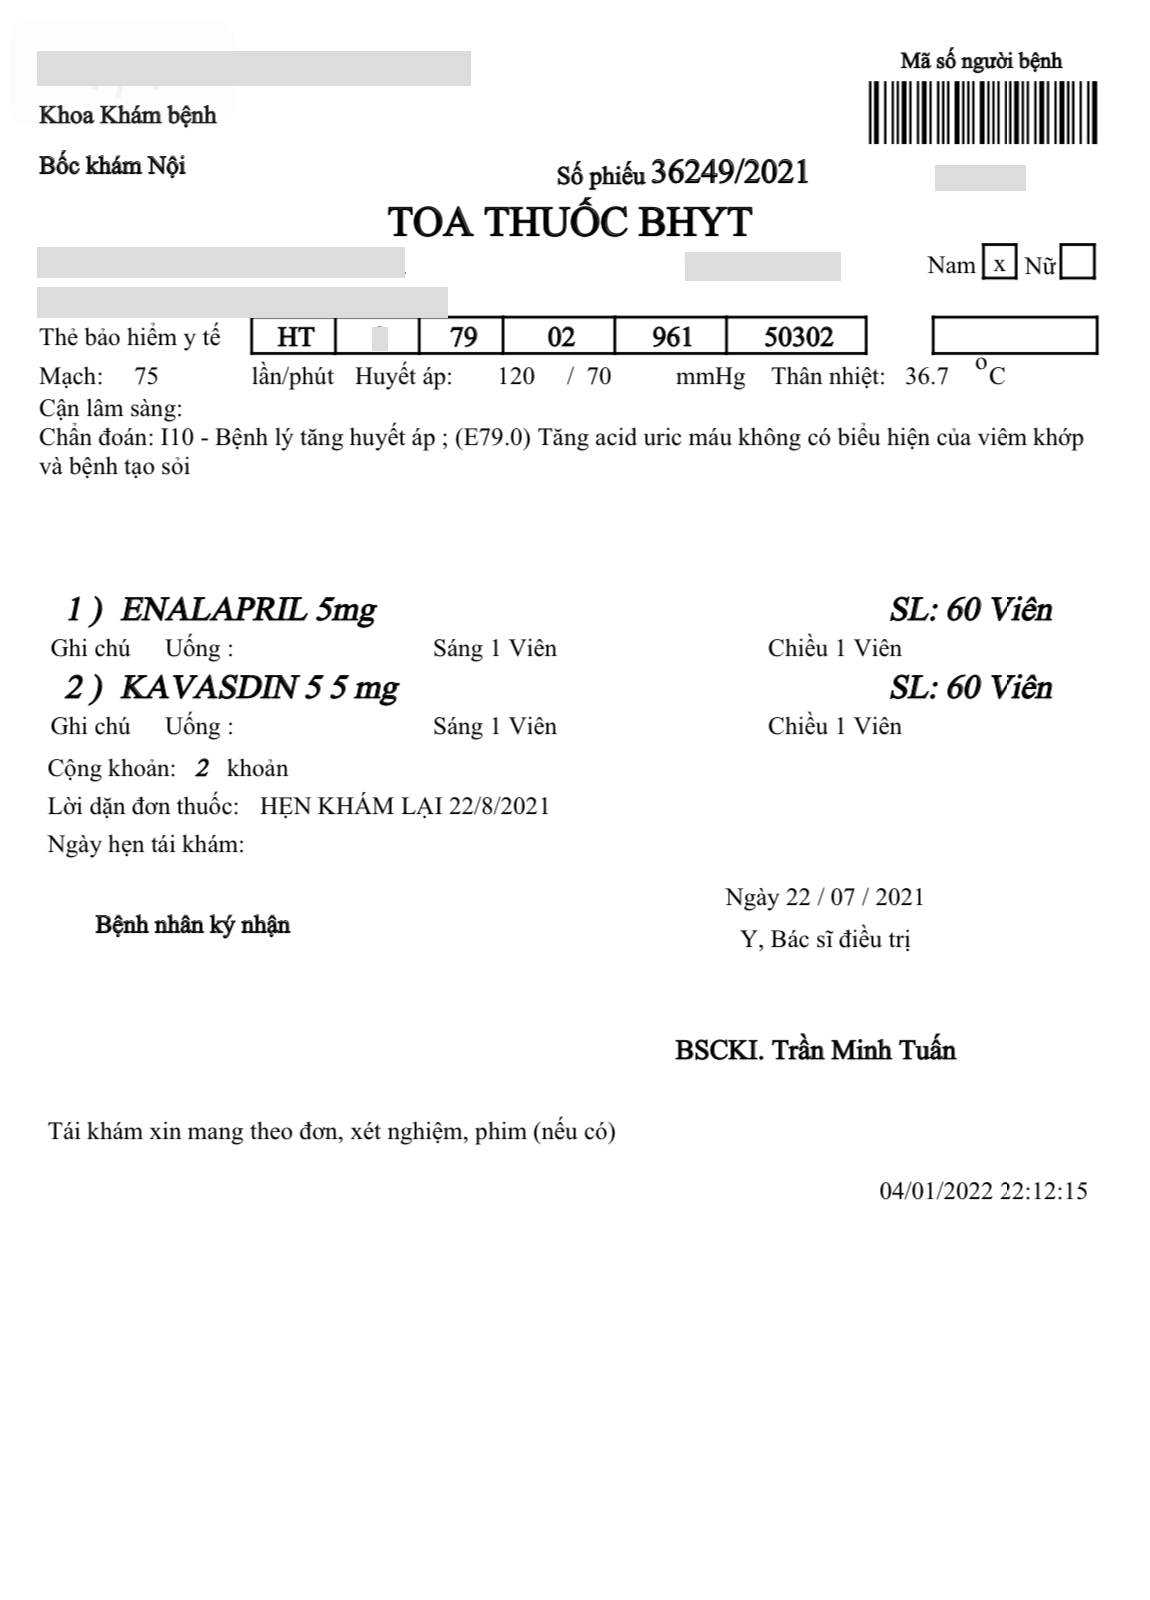 Mã số người bệnh
Khoa Khám bệnh
Bốc khám Nội
Số phiếu 36249/2021
TOA THUỐC BHYT
Nam x Nữ
Thẻ bảo hiểm y tế HT 79 02 961 50302
Mạch: 75 lần/phút Huyết áp: 120 / 70 mmHg Thân nhiệt: 36.7 °C
Cận lâm sàng:
Chẩn đoán: I10 - Bệnh lý tăng huyết áp ; (E79.0) Tăng acid uric máu không có biểu hiện của viêm khớp
và bệnh tạo sỏi
1 ) ENALAPRIL 5mg SL: 60 Viên
Ghi chú Uống : Sáng 1 Viên Chiều 1 Viên
2 ) KAVASDIN 5 5 mg SL: 60 Viên
Ghi chú Uống : Sáng 1 Viên Chiều 1 Viên
Cộng khoản: 2 khoản
Lời dặn đơn thuốc: HẸN KHÁM LẠI 22/8/2021
Ngày hẹn tái khám:
Ngày 22 / 07 / 2021
Bệnh nhân ký nhận
Y, Bác sĩ điều trị
BSCKI. Trần Minh Tuấn
Tái khám xin mang theo đơn, xét nghiệm, phim (nếu có)
04/01/2022 22:12:15